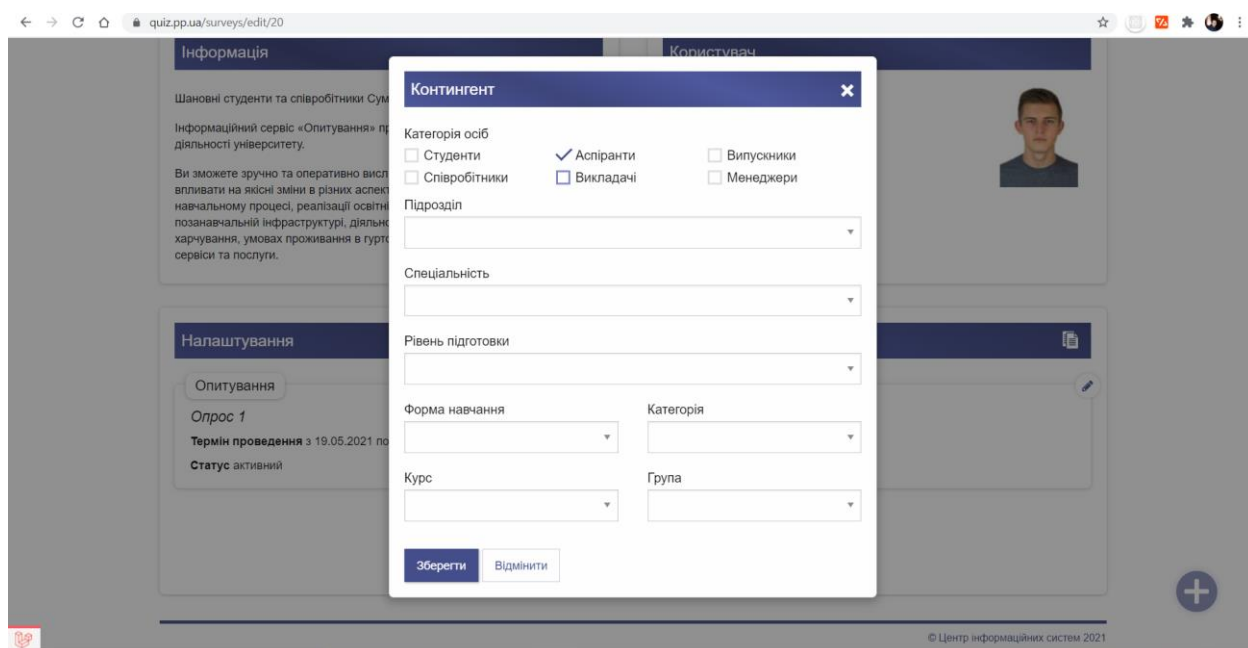 quiz.pp.ua/surveys/edit/20
Інформація
Користувач
Шановні студенти та співробітники Сум
Інформаційний сервіс «Опитування» пр
діяльності університету.
Ви зможете зручно та оперативно висл
впливати на якісні зміни в різних аспект
навчальному процесі, реалізації освітні
позанавчальній інфраструктурі, діяльно
харчування, умовах проживання в гурто
сервіси та послуги.
Контингент
Категорія осіб
Студенти Аспіранти Випускники
Співробітники Викладачі Менеджери
Підрозділ
Спеціальність
Рівень підготовки
Форма навчання Категорія
Курс Група
Зберегти Відмінити
Налаштування
Опитування
Опрос 1
Термін проведення з 19.05.2021 по
Статус активний
© Центр інформаційних систем 2021